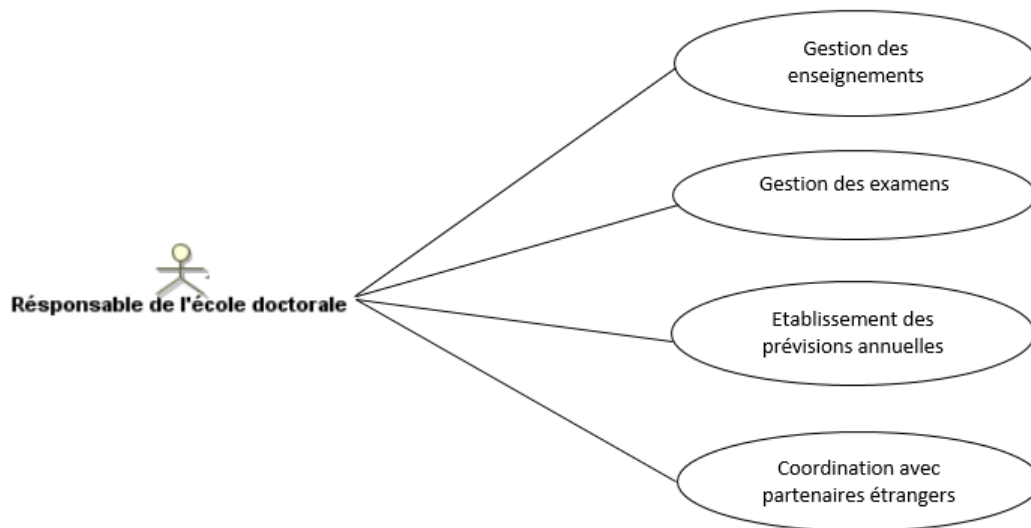 Gestion des
enseignements
Gestion des examens
Résponsable de l'école doctorale
Etablissement des
prévisions annuelles
Coordination avec
partenaires étrangers